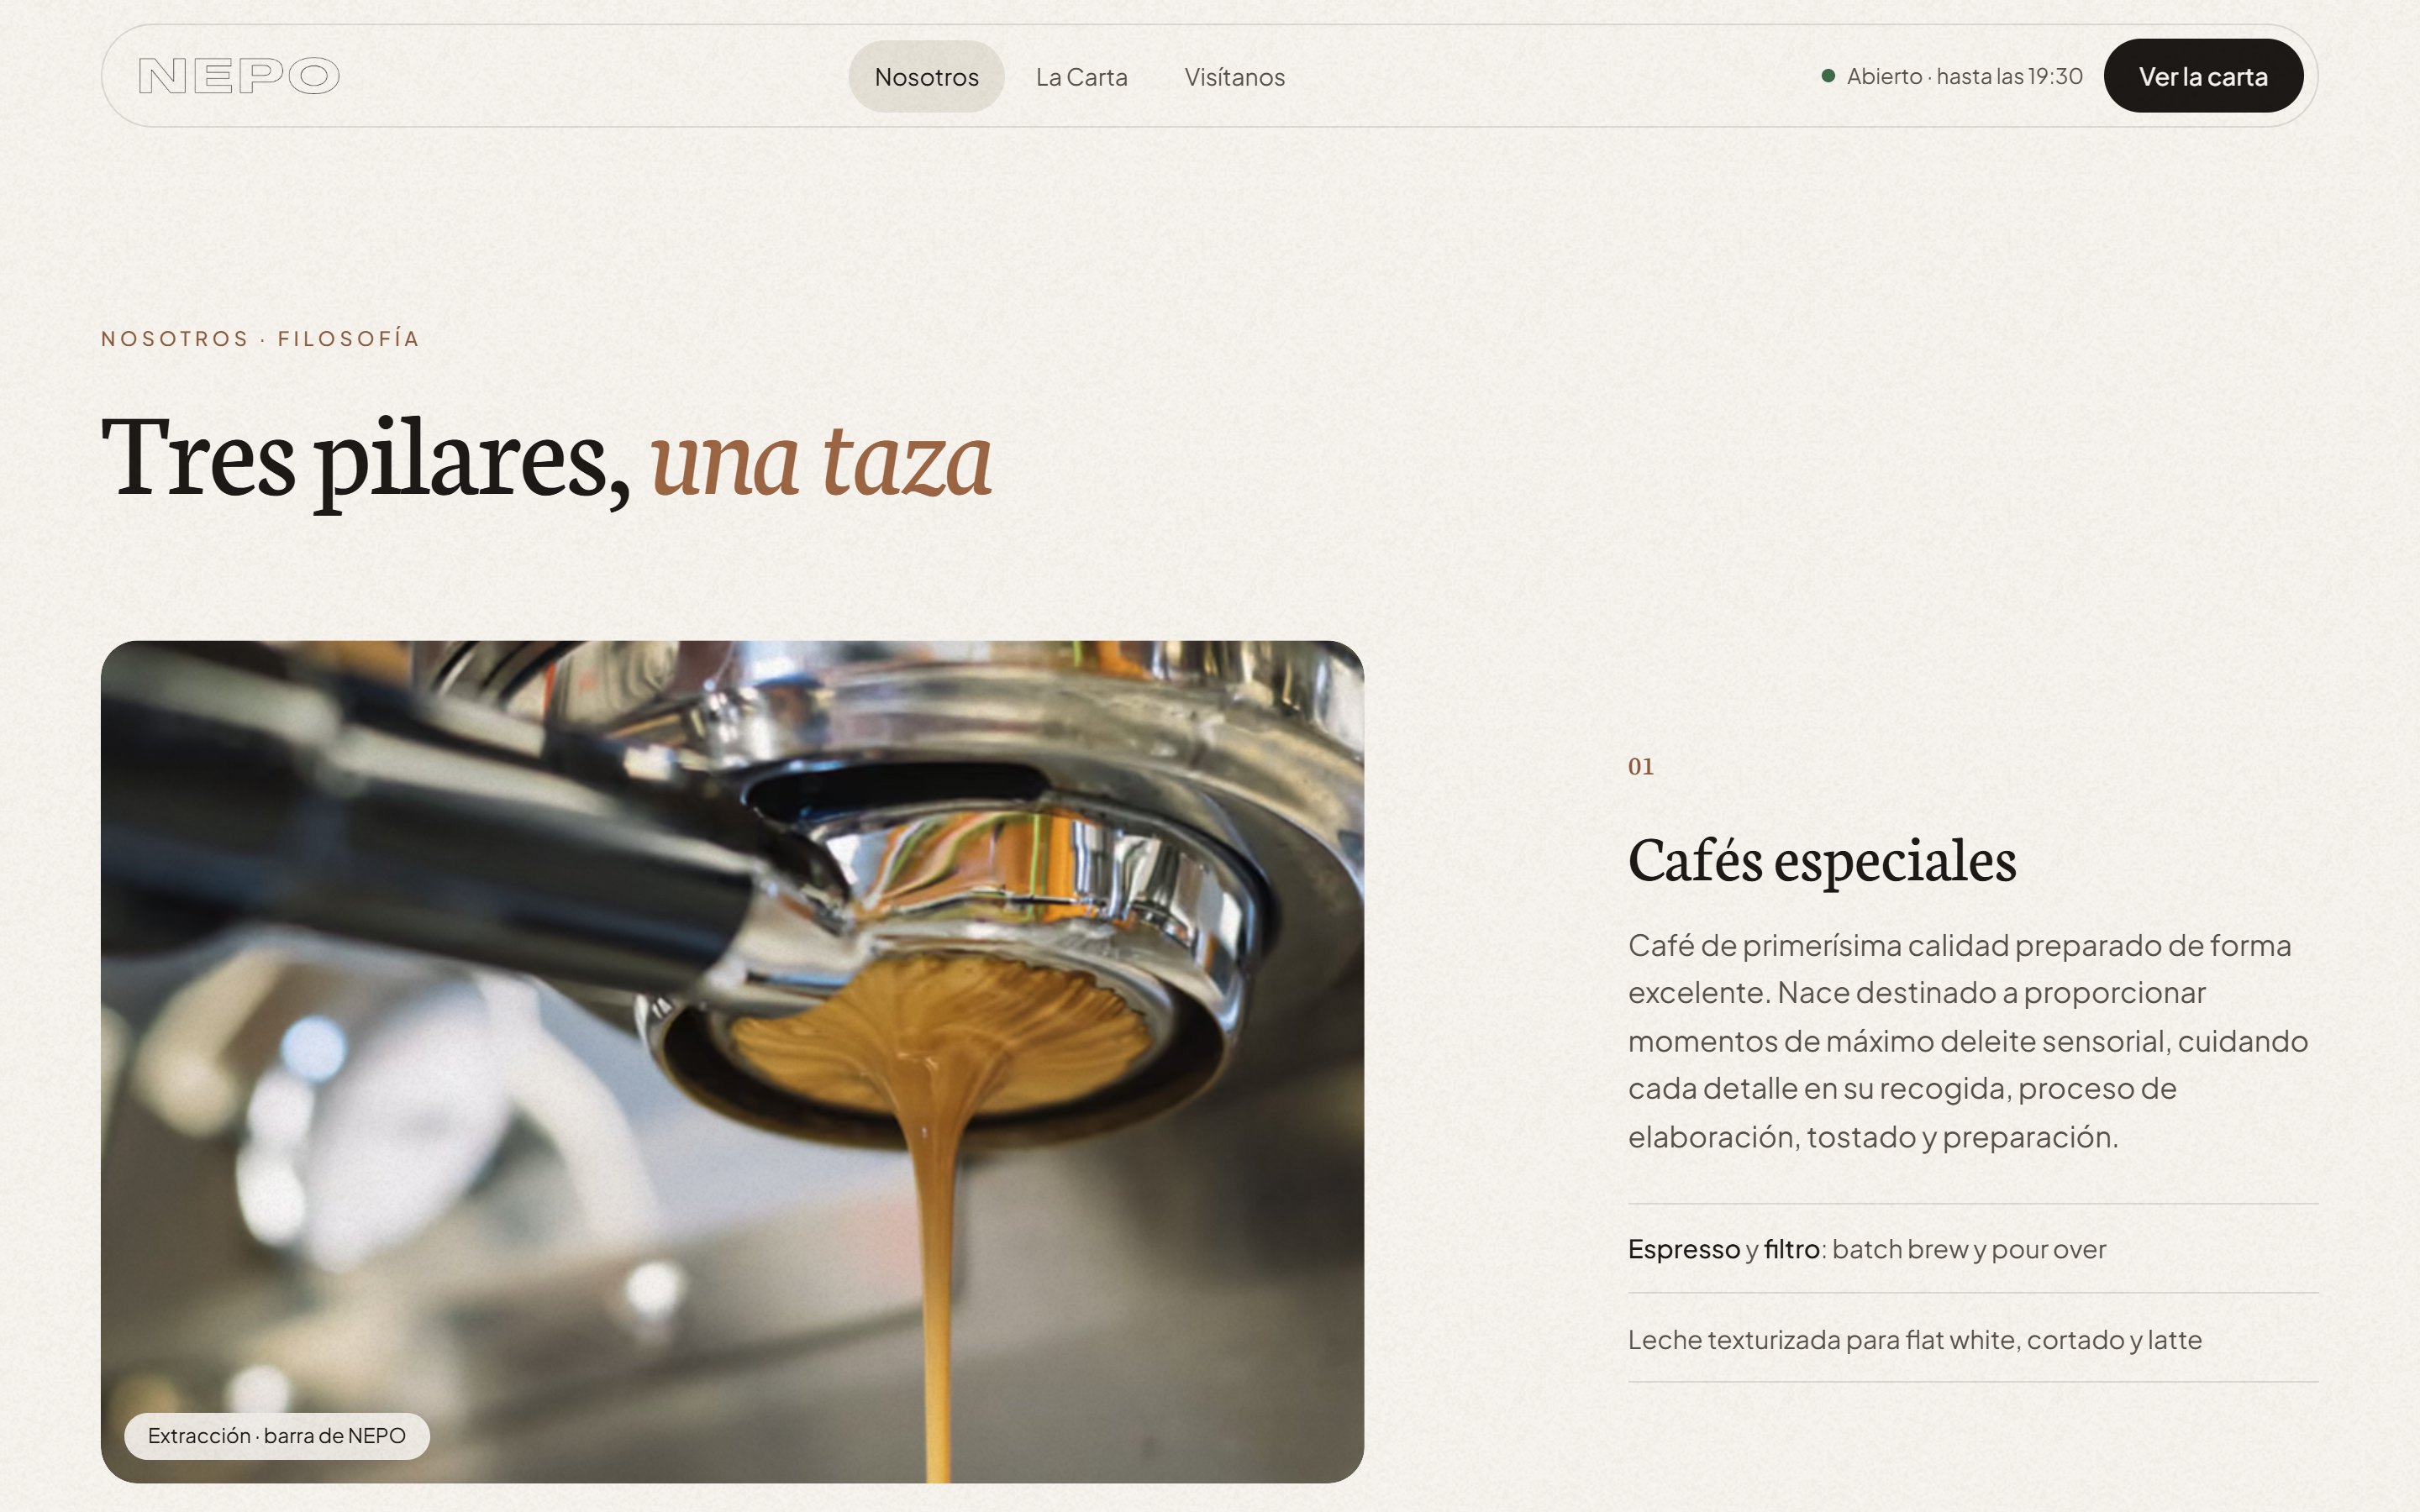 NEPO
Nosotros
La Carta
Visítanos
Abierto · hasta las 19:30
Ver la carta
NOSOTROS · FILOSOFÍA
Tres pilares, una taza
01
Cafés especiales
Café de primerísima calidad preparado de forma
excelente. Nace destinado a proporcionar
momentos de máximo deleite sensorial, cuidando
cada detalle en su recogida, proceso de
elaboración, tostado y preparación.
Espresso y filtro: batch brew y pour over
Leche texturizada para flat white, cortado y latte
Extracción · barra de NEPO